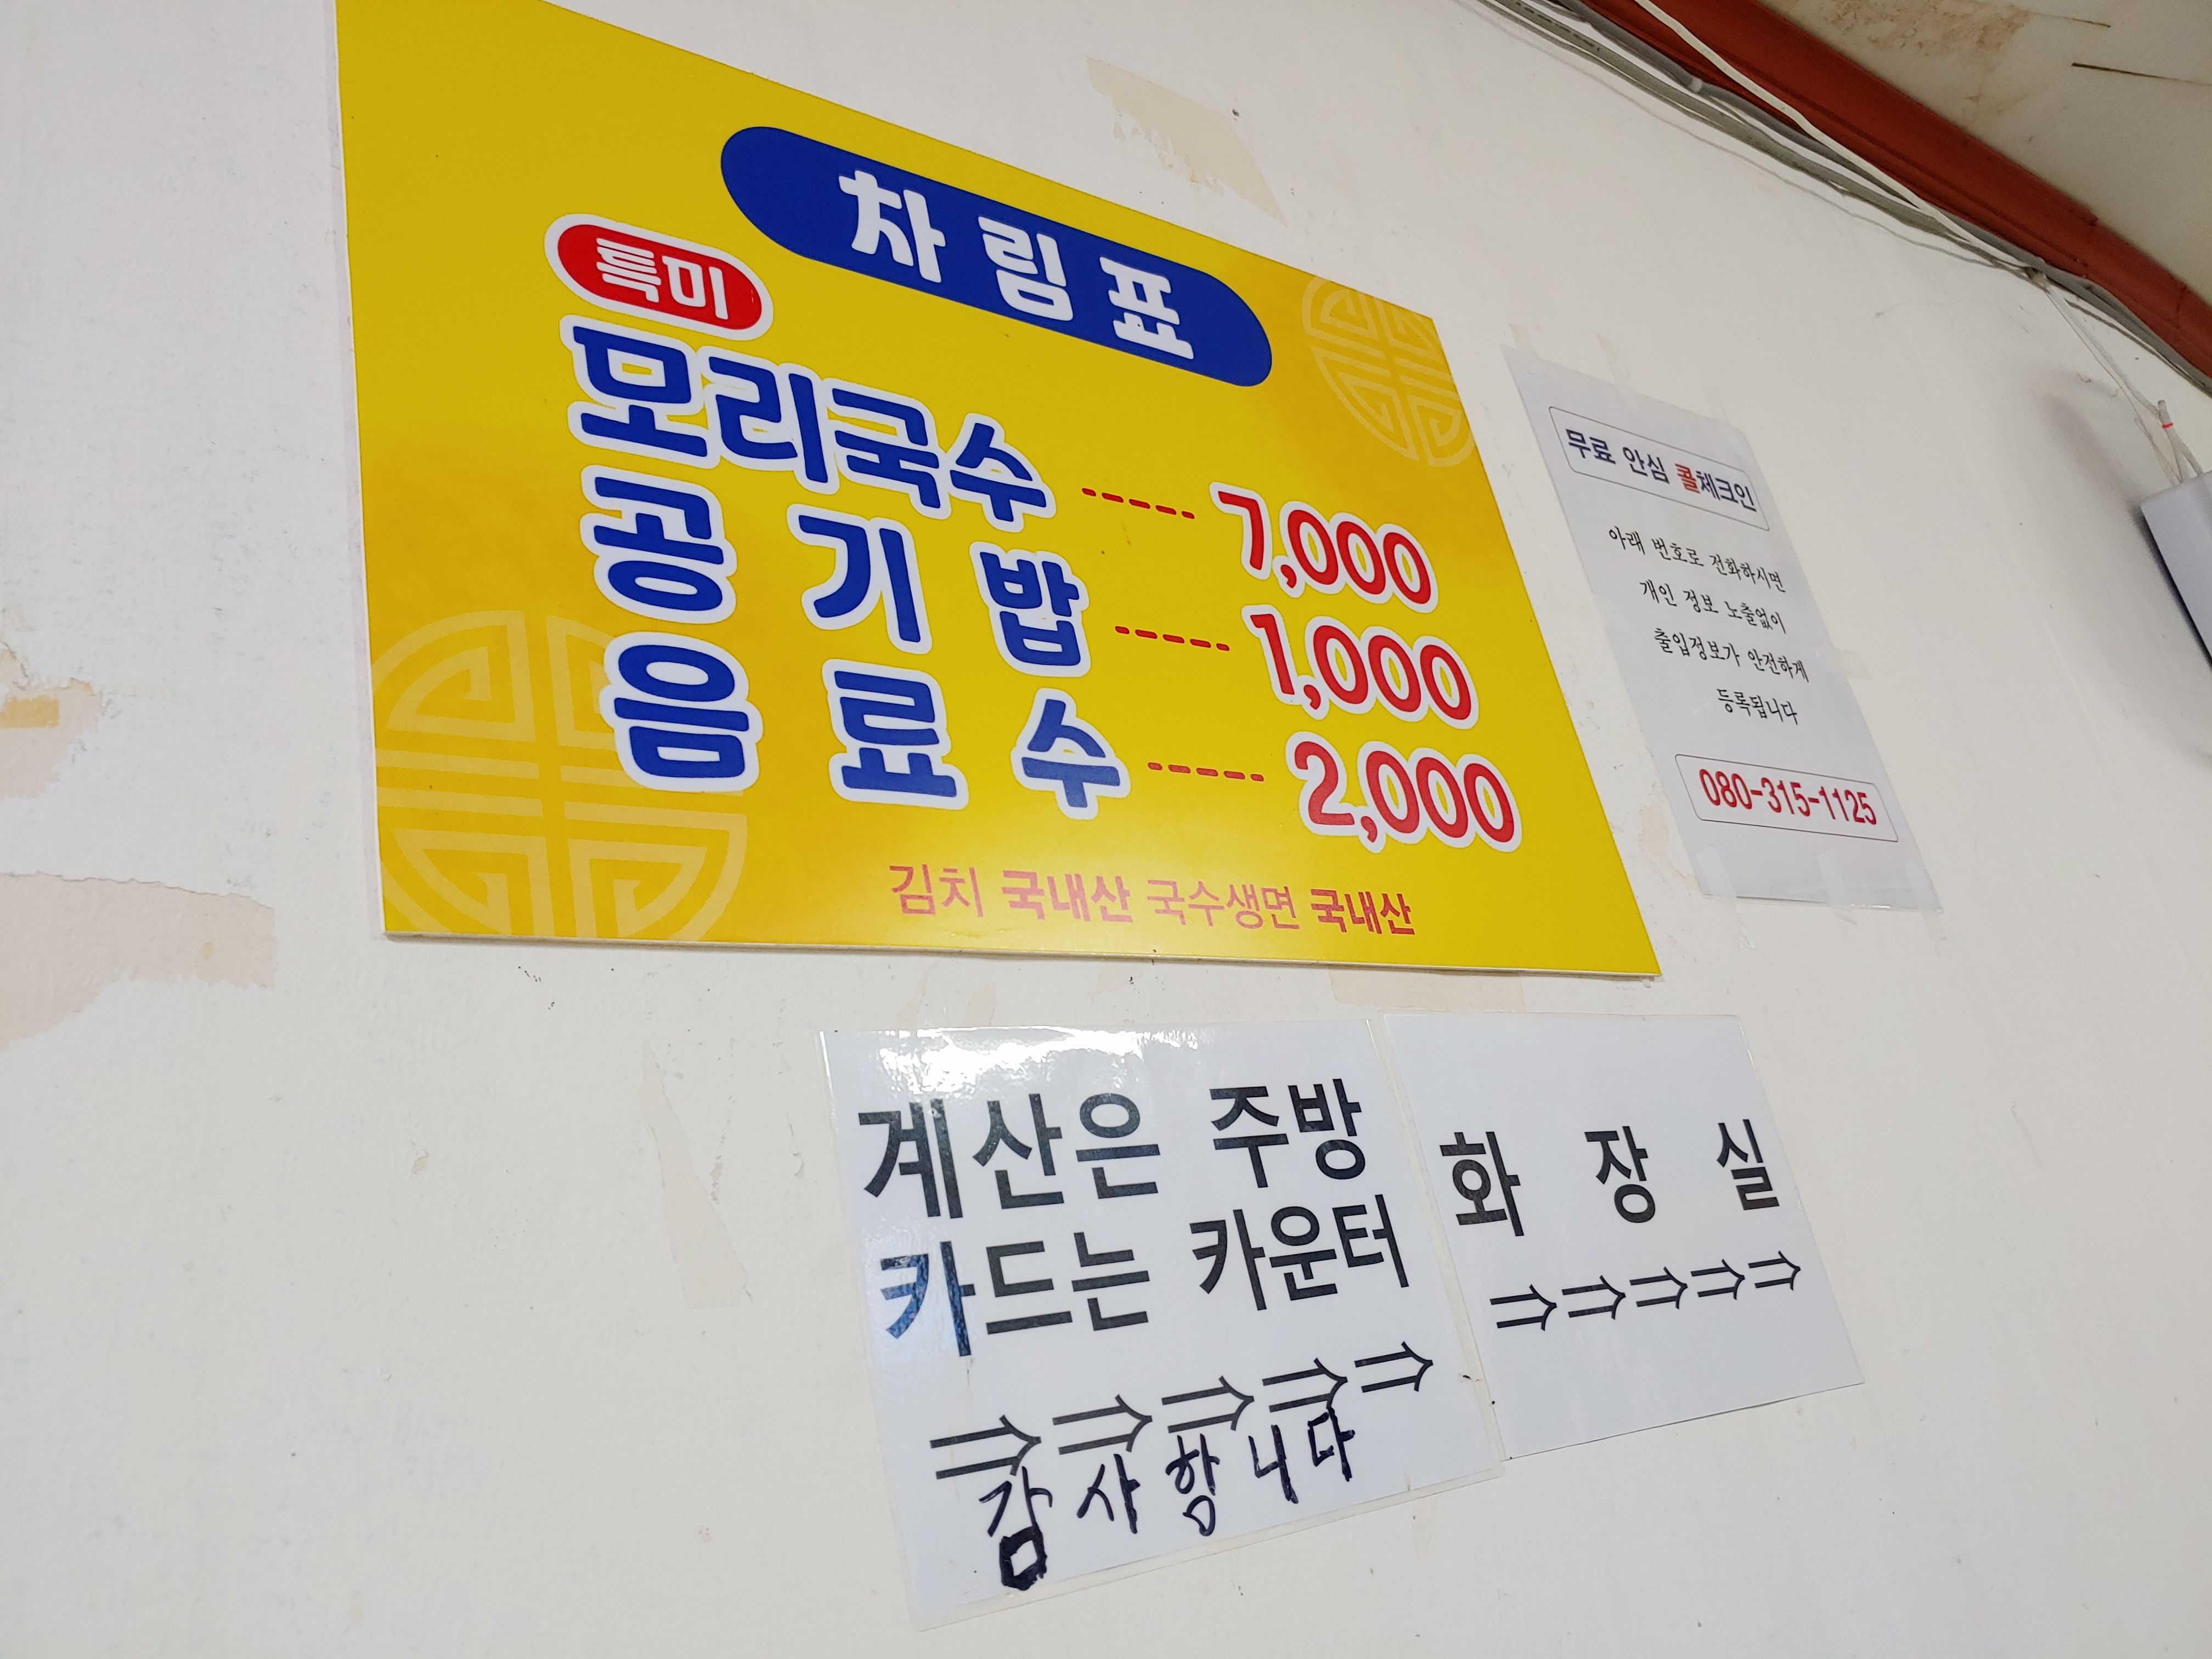 차림표
특미
모리국수 ----- 7,000
공기밥 ----- 1,000
음료수 ----- 2,000
김치 국내산 국수생면 국내산
무료 안심 콜체크인
아래 번호로 전화하시면
개인 정보 노출없이
출입정보가 안전하게
등록됩니다
080-315-1125
계산은 주방
카드는 카운터
⇒⇒⇒⇒⇒
감사합니다
화장실
⇒⇒⇒⇒⇒